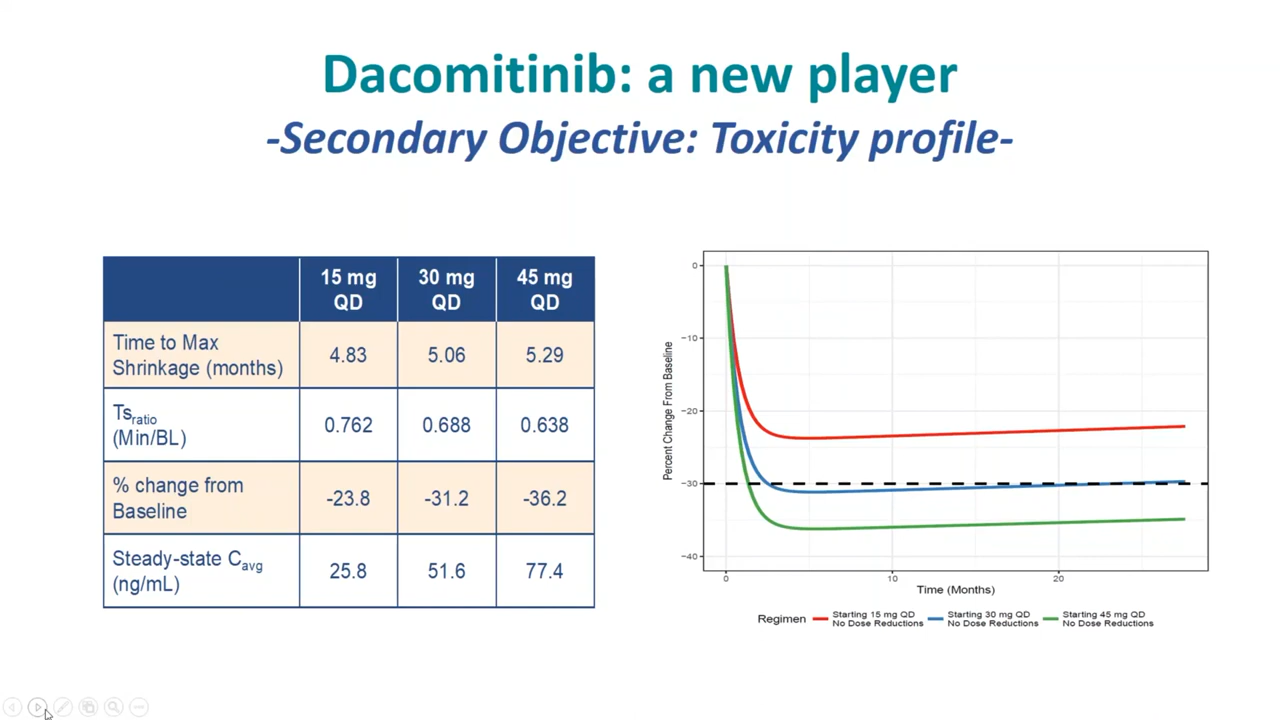 Dacomitinib: a new player
-Secondary Objective: Toxicity profile-
15 mg QD
30 mg QD
45 mg QD
Time to Max Shrinkage (months)
4.83
5.06
5.29
Tsratio (Min/BL)
0.762
0.688
0.638
% change from Baseline
-23.8
-31.2
-36.2
Steady-state Cavg (ng/mL)
25.8
51.6
77.4
Percent Change From Baseline
0
−10
−20
−30
−40
0
10
20
Time (Months)
Regimen
Starting 15 mg QD
No Dose Reductions
Starting 30 mg QD
No Dose Reductions
Starting 45 mg QD
No Dose Reductions